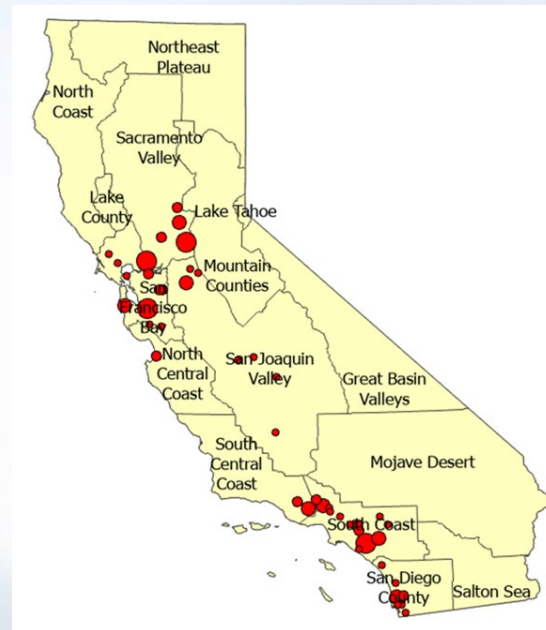 Northeast
Plateau
North
Coast
Sacramento
Valley
Lake
County
Lake Tahoe
Mountain
Counties
San
Francisco
Bay
North
Central
Coast
San Joaquin
Valley
Great Basin
Valleys
South
Central
Coast
Mojave Desert
South Coast
San Diego
County
Salton Sea